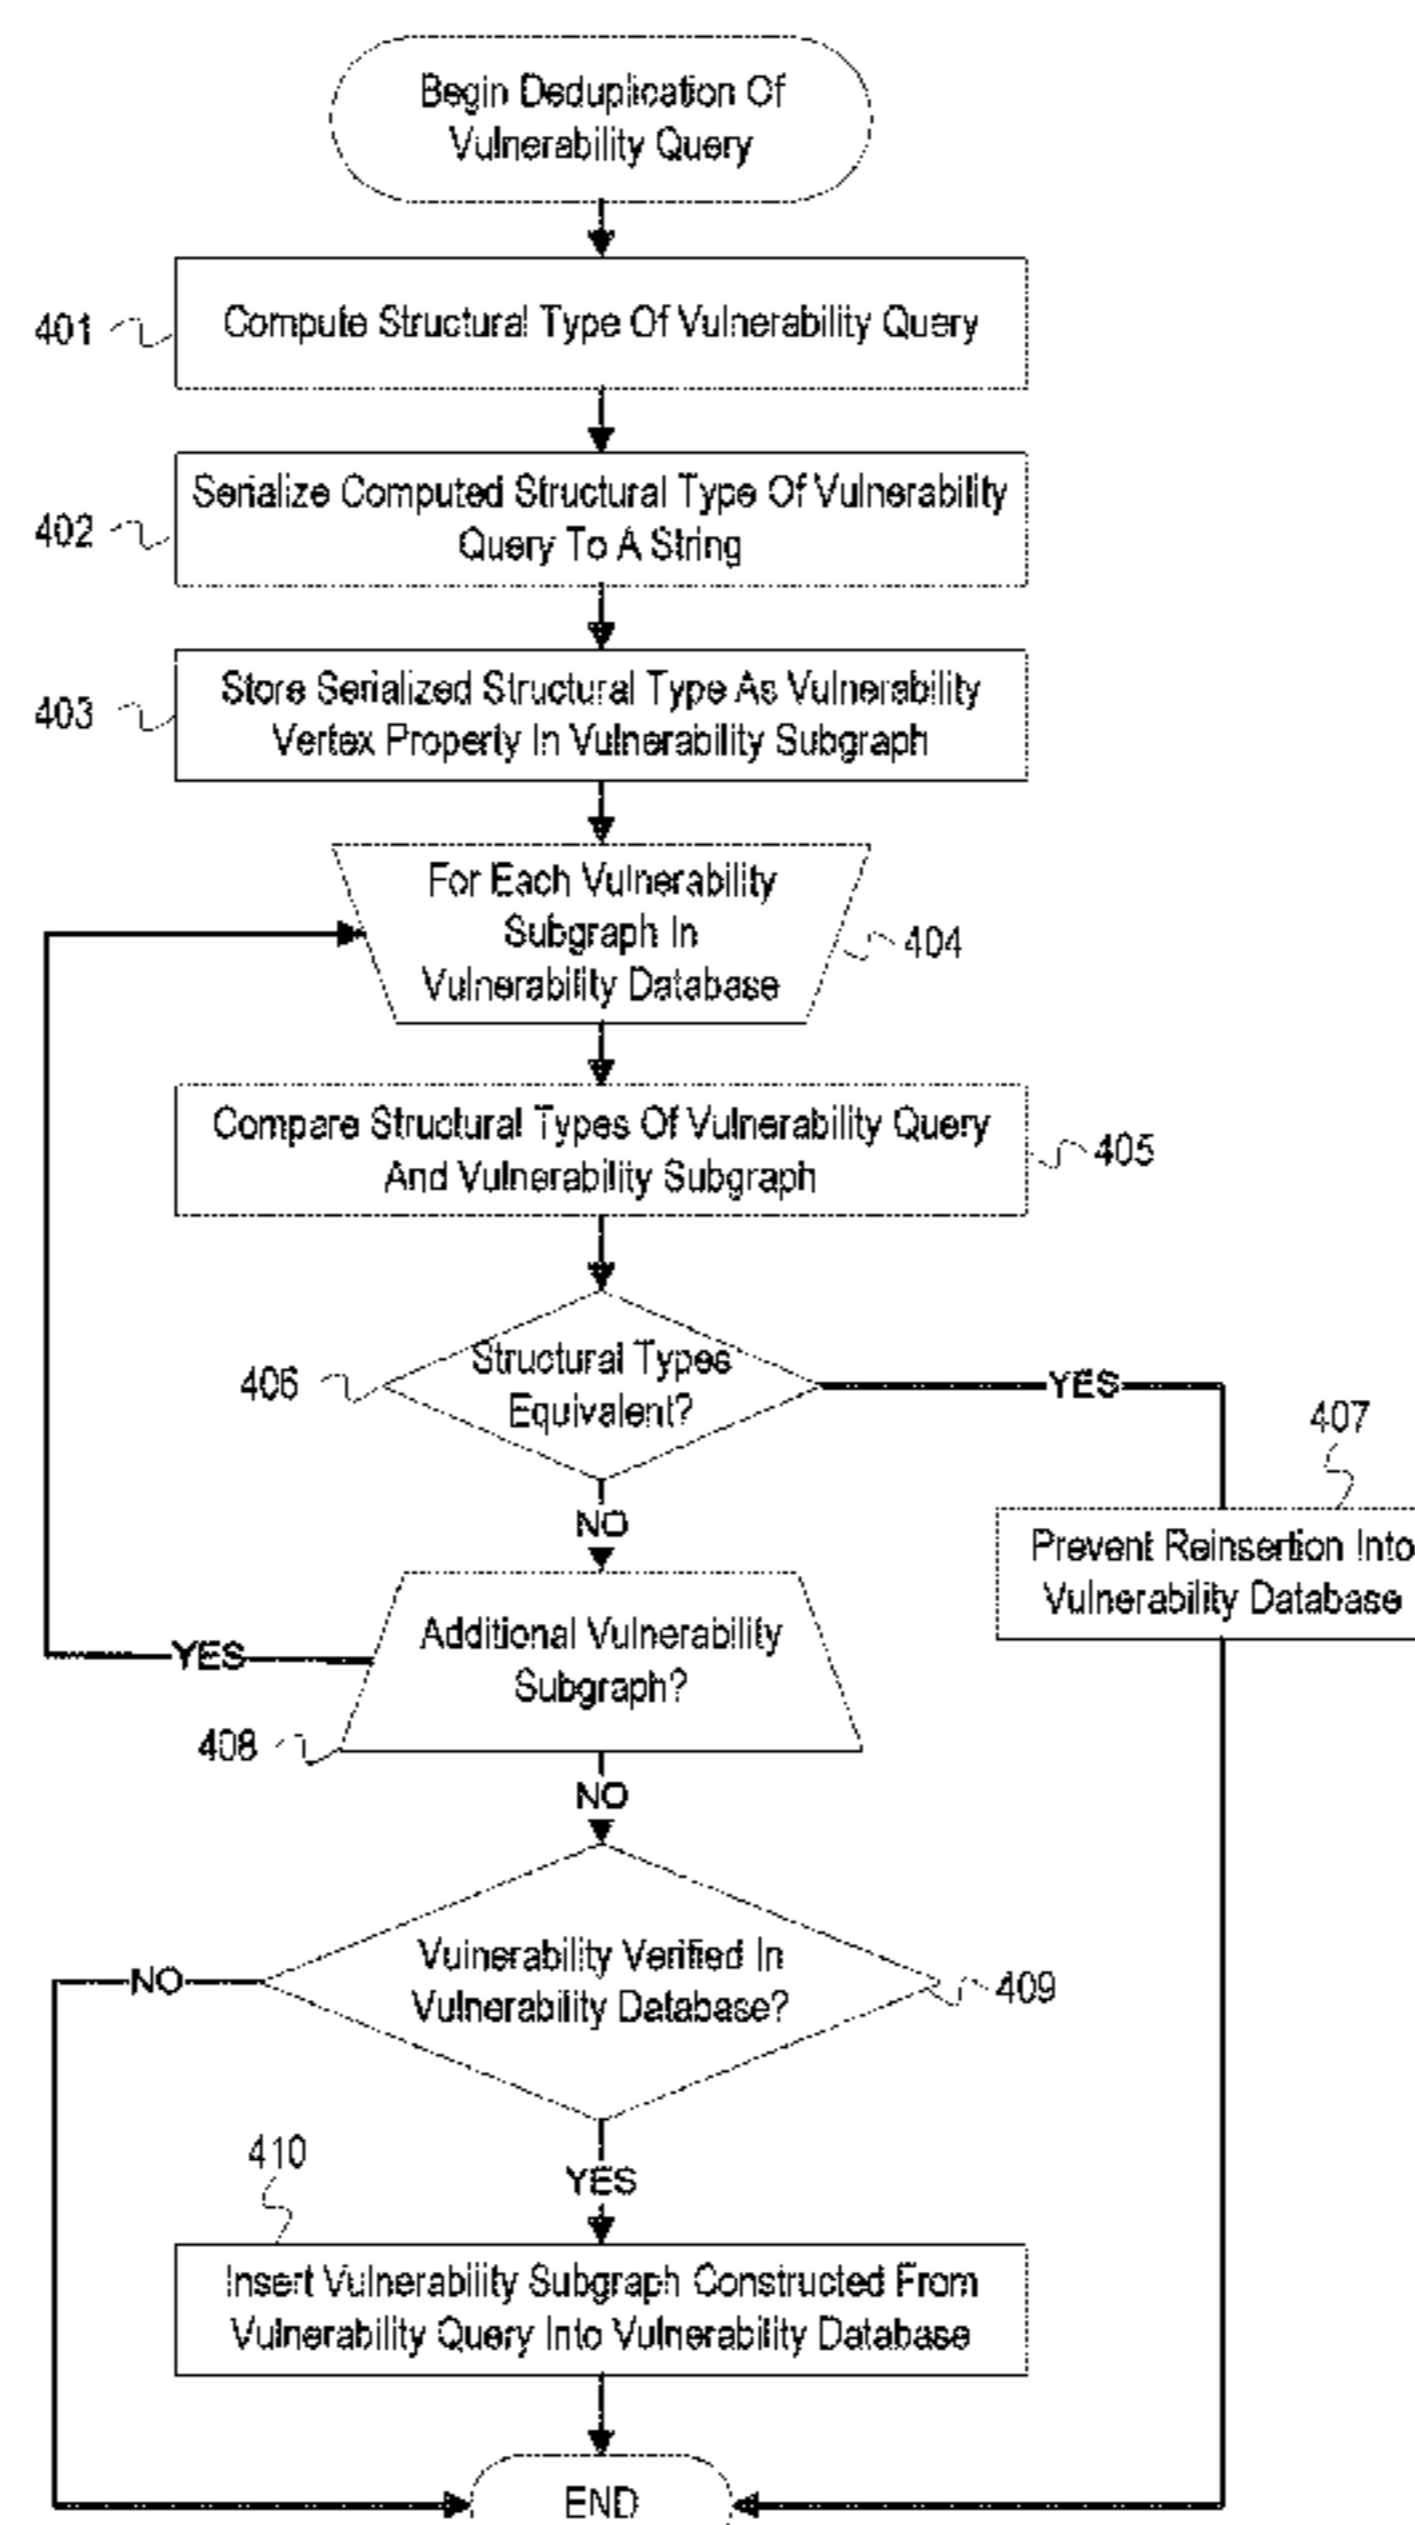 Begin Deduplication Of
Vulnerability Query
401
Compute Structural Type Of Vulnerability Query
402
Serialize Computed Structural Type Of Vulnerability
Query To A String
403
Store Serialized Structural Type As Vulnerability
Vertex Property In Vulnerability Subgraph
For Each Vulnerability
Subgraph In
Vulnerability Database
404
Compare Structural Types Of Vulnerability Query
And Vulnerability Subgraph
405
406
Structural Types
Equivalent?
YES
407
NO
Prevent Reinsertion Into
Vulnerability Database
Additional Vulnerability
Subgraph?
YES
408
NO
Vulnerability Verified In
Vulnerability Database?
NO
409
410
YES
Insert Vulnerability Subgraph Constructed From
Vulnerability Query Into Vulnerability Database
END